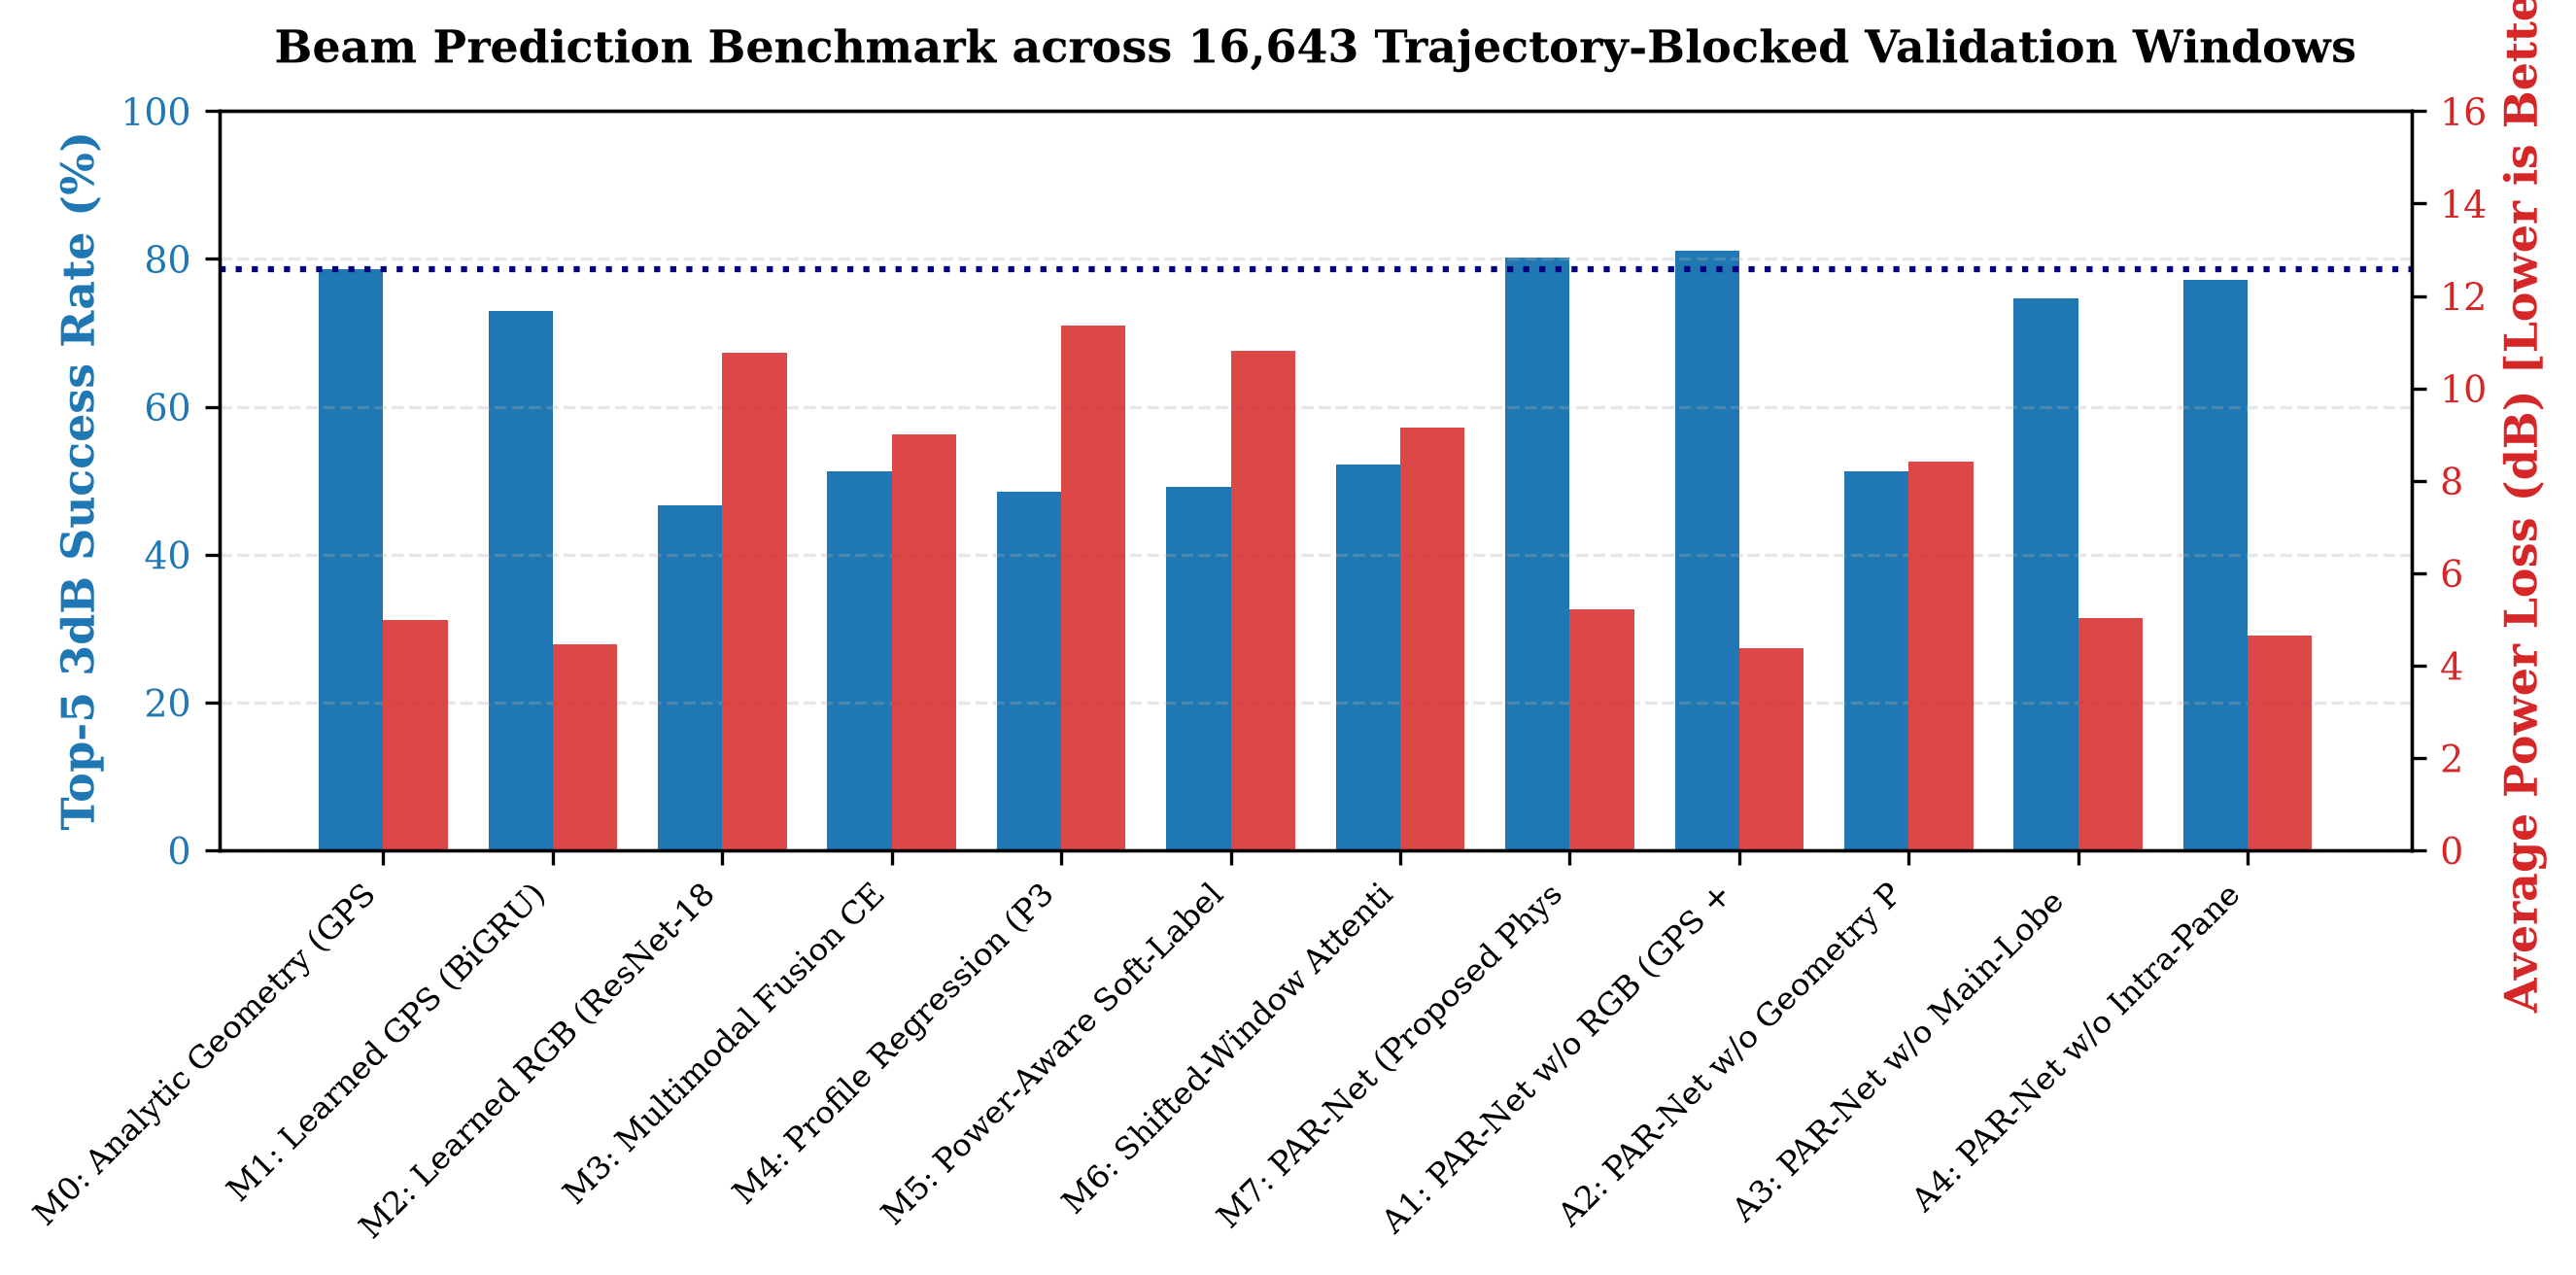 Beam Prediction Benchmark across 16,643 Trajectory-Blocked Validation Windows
Top-5 3dB Success Rate (%)
100
80
60
40
20
0
16
14
12
10
8
6
4
2
0
Average Power Loss (dB) [Lower is Bette
M0: Analytic Geometry (GPS
M1: Learned GPS (BiGRU)
M2: Learned RGB (ResNet-18
M3: Multimodal Fusion CE
M4: Profile Regression (P3
M5: Power-Aware Soft-Label
M6: Shifted-Window Attenti
M7: PAR-Net (Proposed Phys
A1: PAR-Net w/o RGB (GPS +
A2: PAR-Net w/o Geometry P
A3: PAR-Net w/o Main-Lobe
A4: PAR-Net w/o Intra-Pane